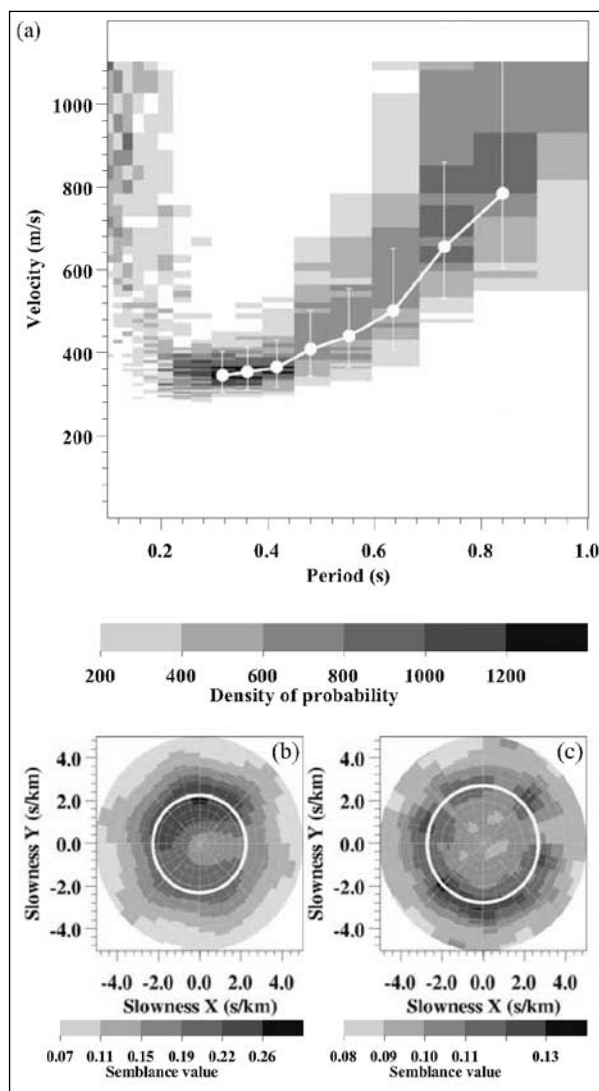 (a)
1000
800
600
400
200
Velocity (m/s)
0.2 0.4 0.6 0.8 1.0
Period (s)
200 400 600 800 1000 1200
Density of probability
(b)
4.0
2.0
0.0
-2.0
-4.0
Slowness Y (s/km)
-4.0 -2.0 0.0 2.0 4.0
Slowness X (s/km)
0.07 0.11 0.15 0.19 0.22 0.26
Semblance value
(c)
4.0
2.0
0.0
-2.0
-4.0
Slowness Y (s/km)
-4.0 -2.0 0.0 2.0 4.0
Slowness X (s/km)
0.08 0.09 0.10 0.11 0.13
Semblance value